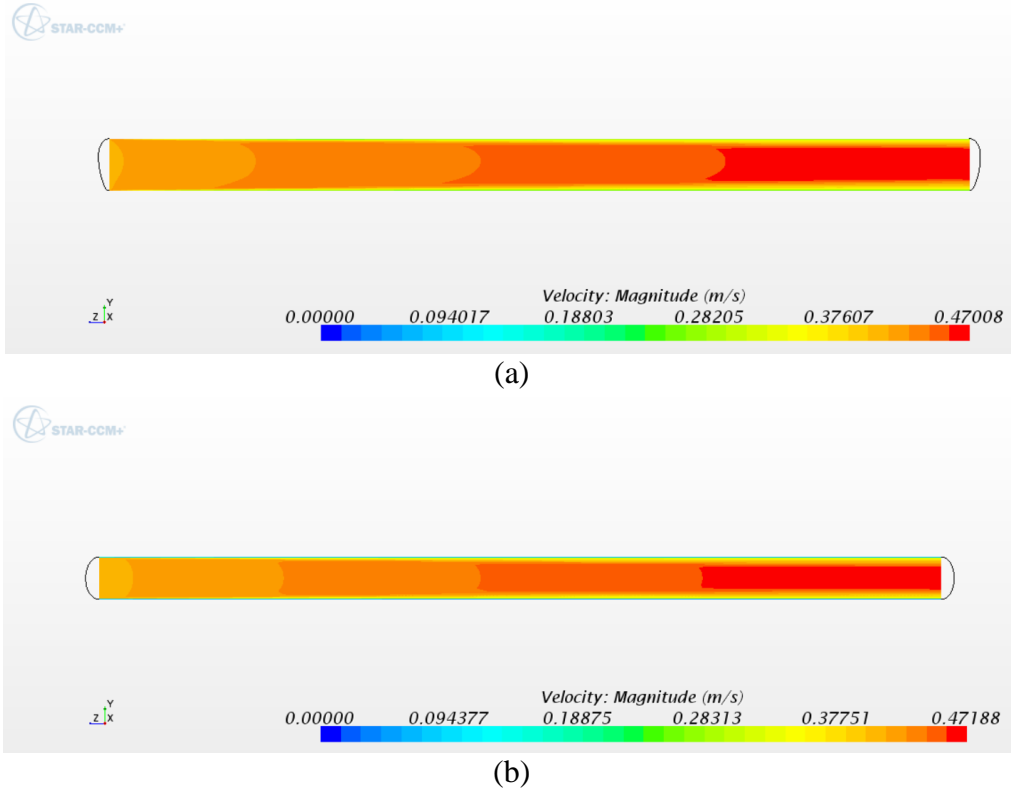 STAR-CCM+
Y
Z X
Velocity: Magnitude (m/s)
0.00000 0.094017 0.18803 0.28205 0.37607 0.47008
(a)
STAR-CCM+
Y
Z X
Velocity: Magnitude (m/s)
0.00000 0.094377 0.18875 0.28313 0.37751 0.47188
(b)